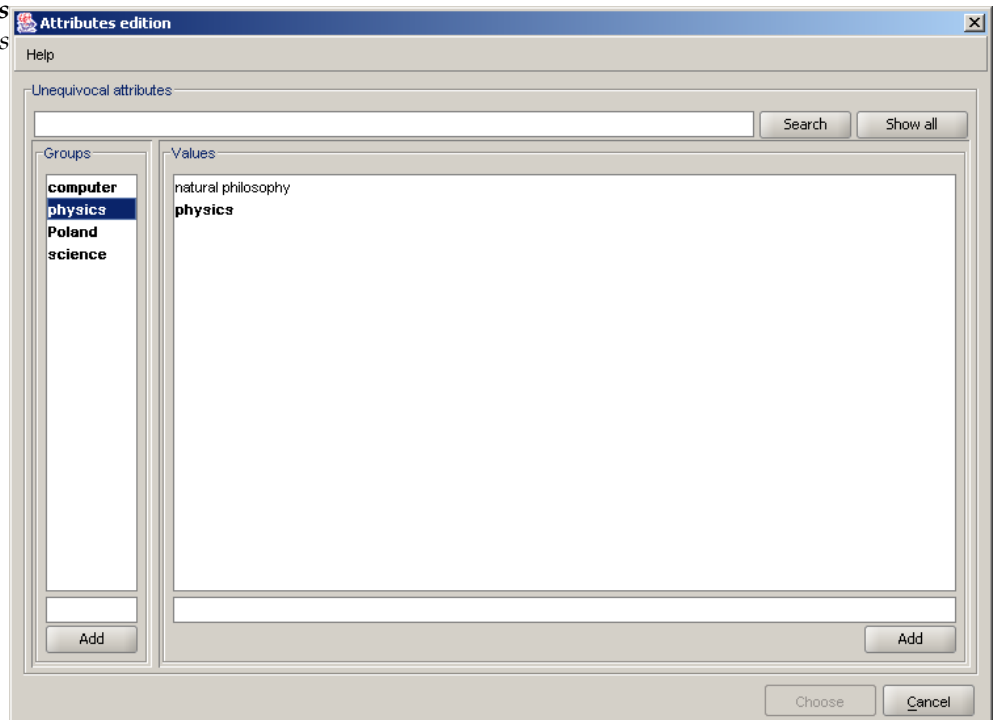 s
s
Attributes edition
Help
Unequivocal attributes
Search Show all
Groups Values
computer natural philosophy
physics physics
Poland
science
Add Add
Choose Cancel